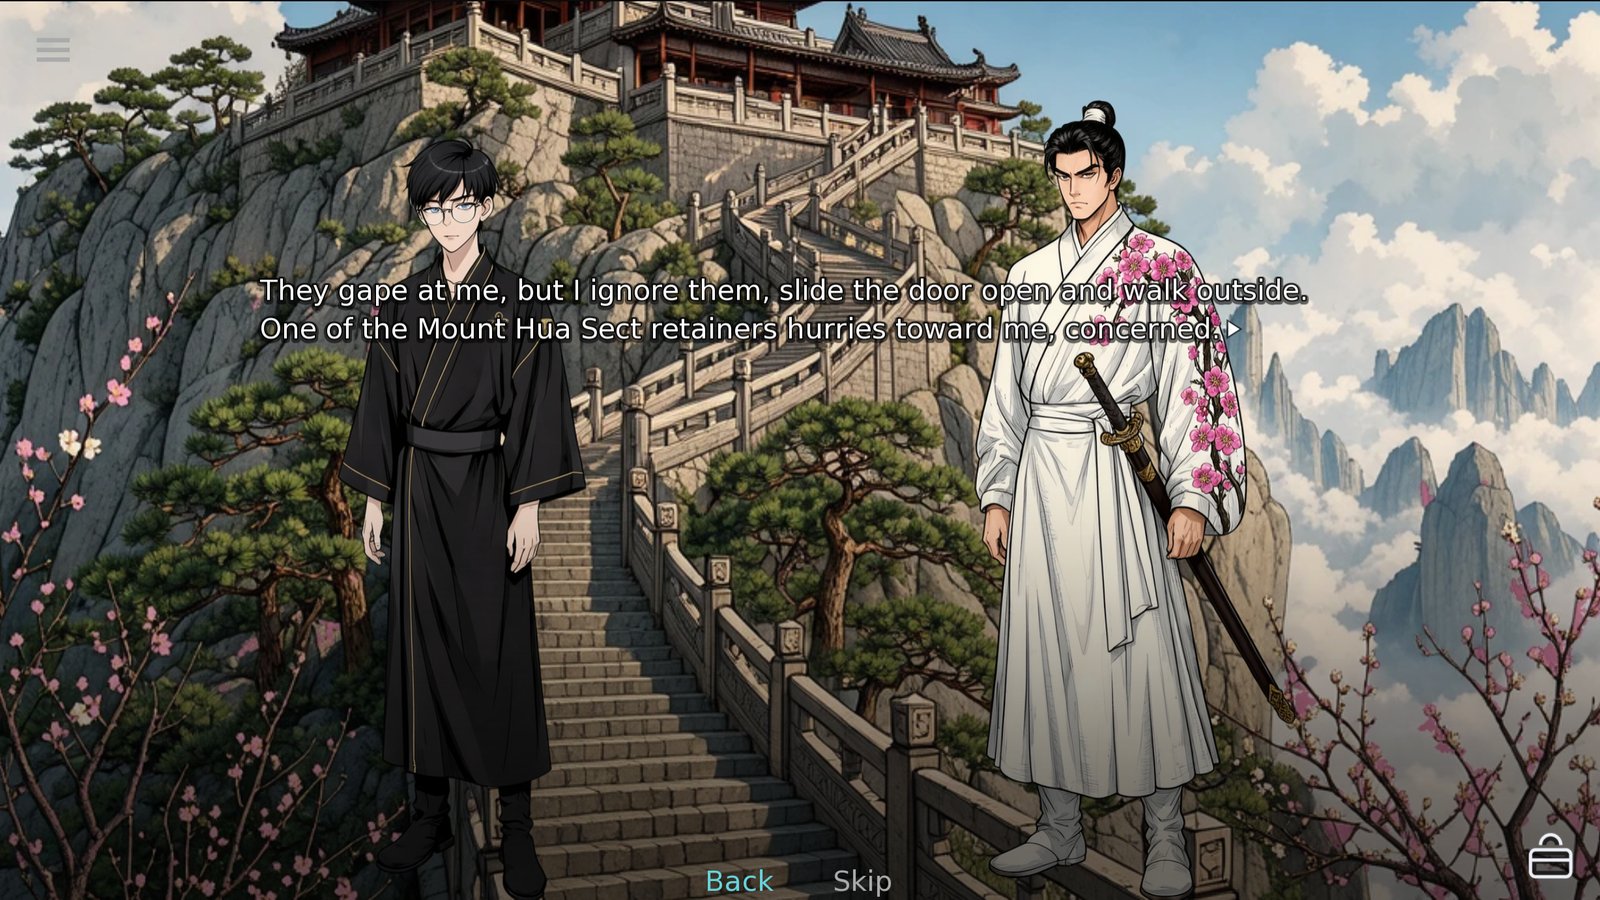 They gape at me, but I ignore them, slide the door open and walk outside.
One of the Mount Hua Sect retainers hurries toward me, concerned.
Back Skip